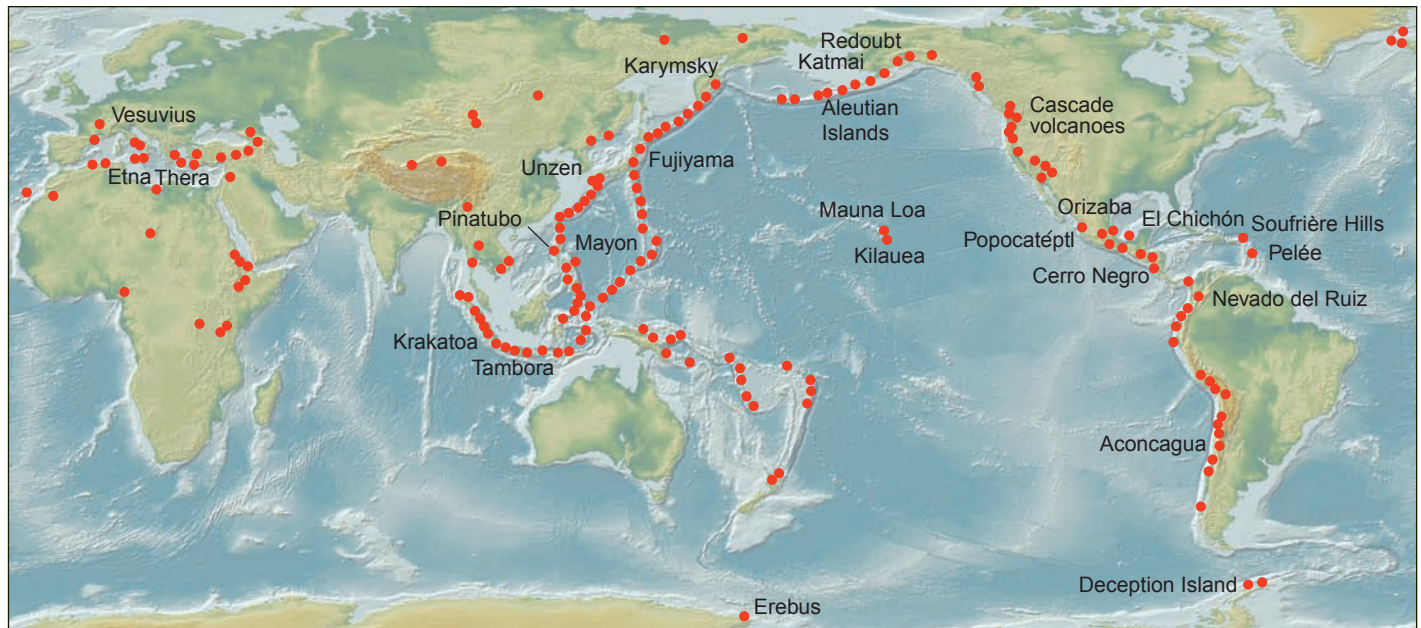 Redoubt
Katmai
Karymsky
Vesuvius
Aleutian
Islands
Cascade
volcanoes
Etna
Thera
Unzen
Fujiyama
Pinatubo
Mayon
Mauna Loa
Kilauea
Orizaba
El Chichón
Soufrière Hills
Popocatéptl
Pelée
Cerro Negro
Nevado del Ruiz
Krakatoa
Tambora
Aconcagua
Deception Island
Erebus